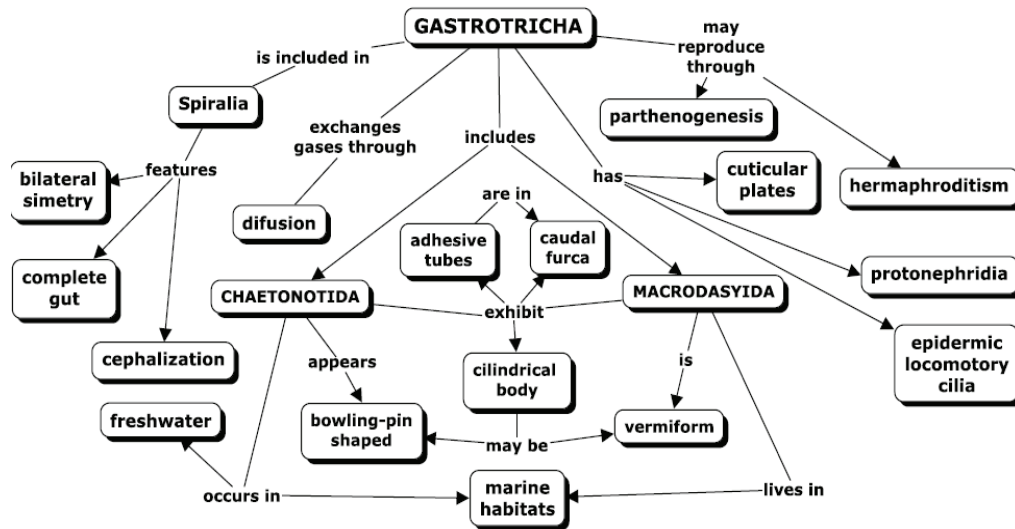 GASTROTRICHA
may
reproduce
through
is included in
Spiralia
parthenogenesis
exchanges
gases through
includes
features
has
cuticular
plates
bilateral
simetry
hermaphroditism
are in
difusion
adhesive
tubes
caudal
furca
complete
gut
protonephridia
CHAETONOTIDA
MACRODASYIDA
exhibit
epidermic
locomotory
cilia
cephalization
appears
cilindrical
body
is
freshwater
bowling-pin
shaped
vermiform
may be
occurs in
marine
habitats
lives in